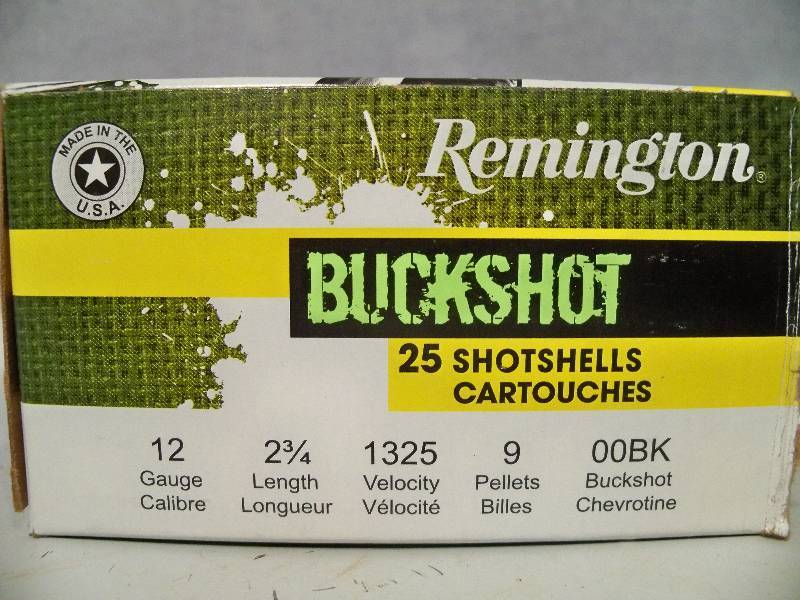 MADE IN THE
U.S.A.
Remington®
BUCKSHOT
25 SHOTSHELLS
CARTOUCHES
12 2¾ 1325 9 00BK
Gauge Length Velocity Pellets Buckshot
Calibre Longueur Vélocité Billes Chevrotine